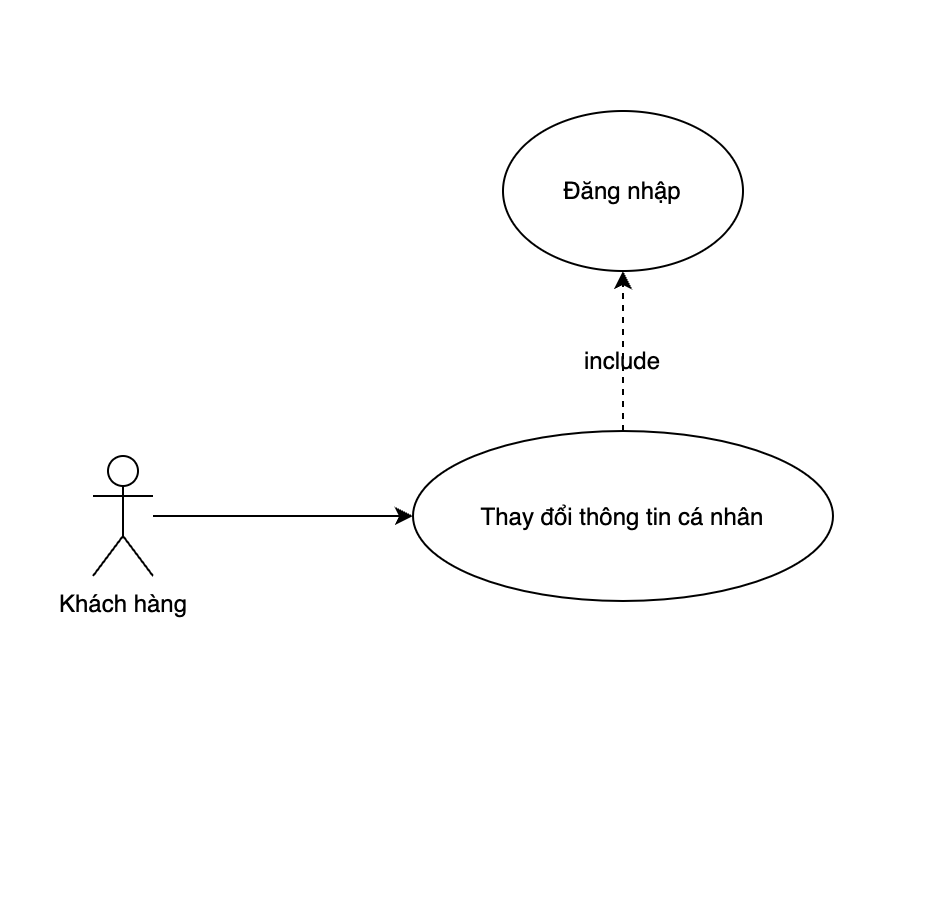 Đăng nhập
include
Thay đổi thông tin cá nhân
Khách hàng